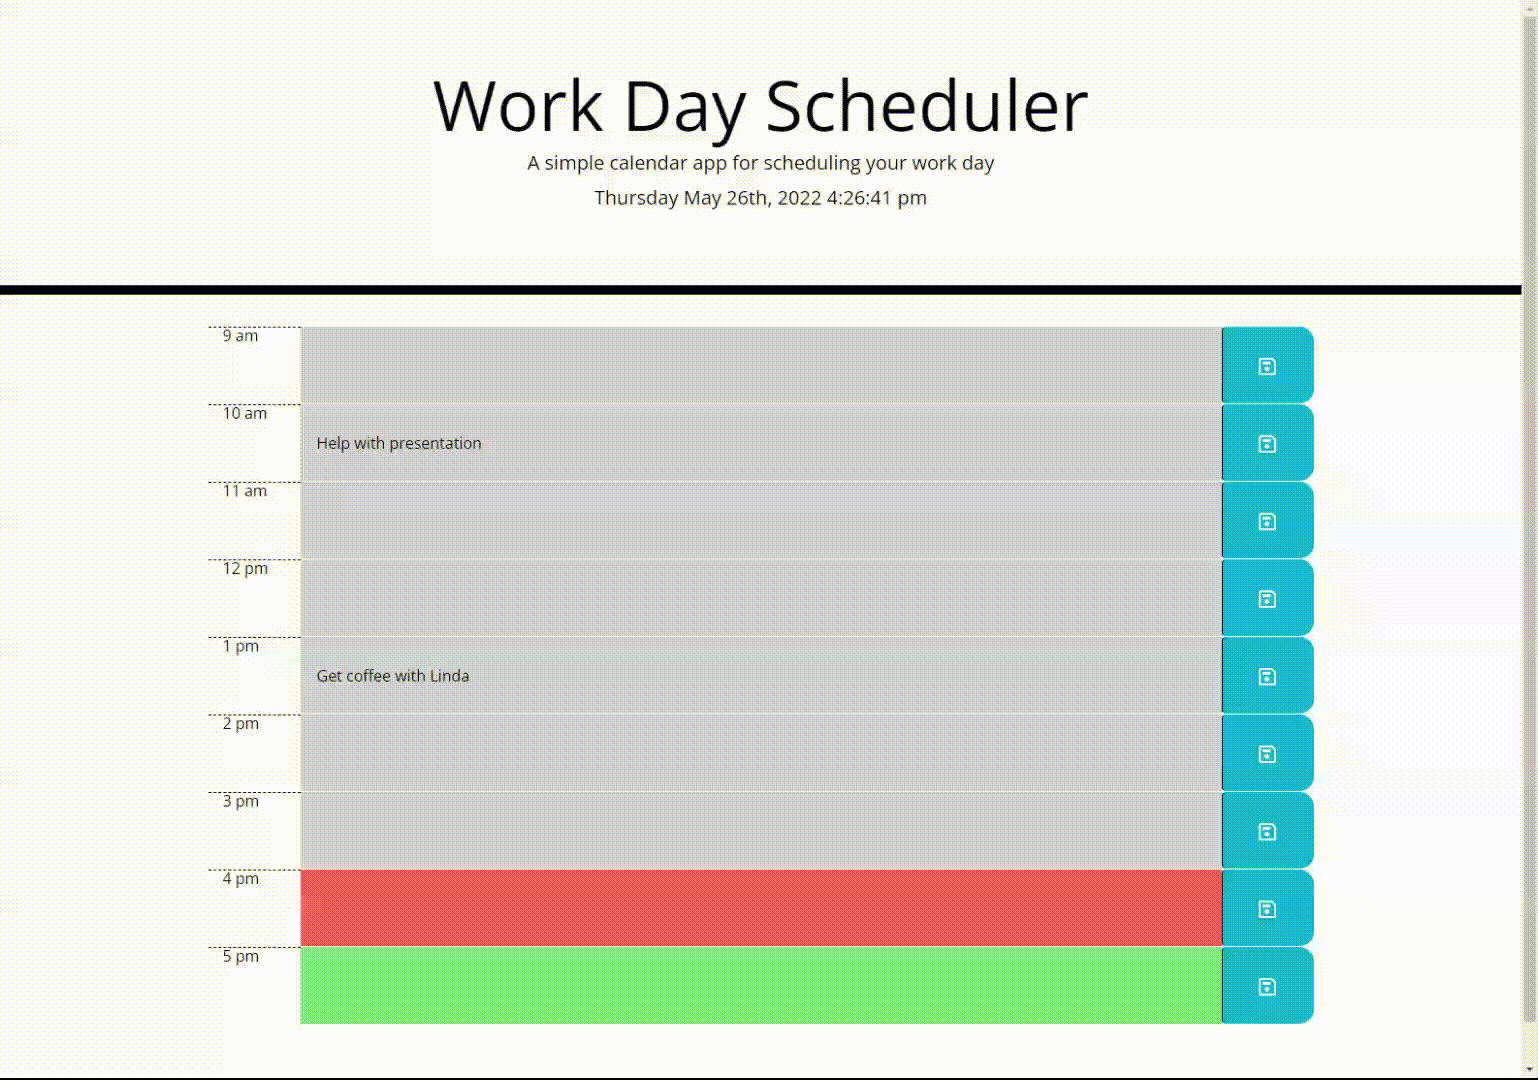 Work Day Scheduler
A simple calendar app for scheduling your work day
Thursday May 26th, 2022 4:26:41 pm
9 am
10 am
Help with presentation
11 am
12 pm
1 pm
Get coffee with Linda
2 pm
3 pm
4 pm
5 pm